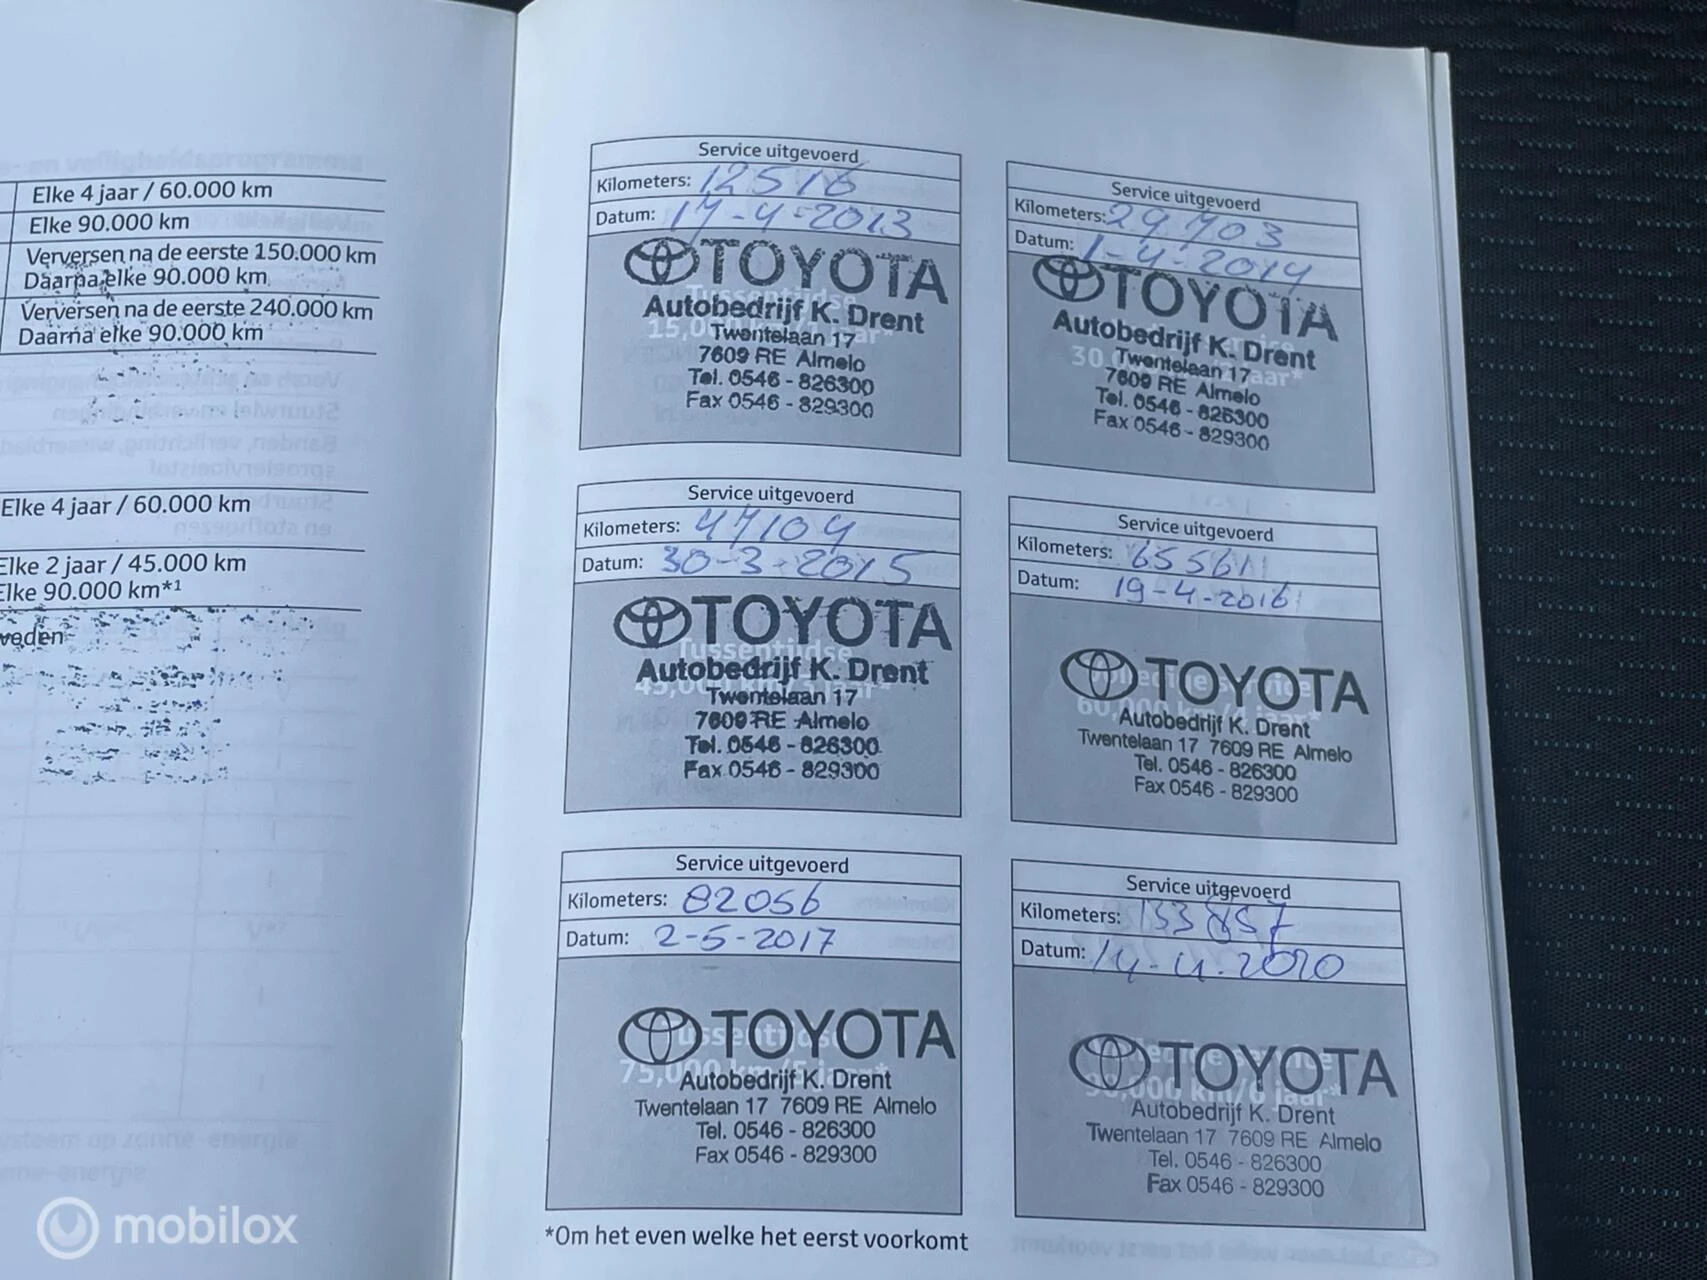 Elke 4 jaar / 60.000 km
Elke 90.000 km
Verversen na de eerste 150.000 km
Daarna elke 90.000 km
Verversen na de eerste 240.000 km
Daarna elke 90.000 km
Elke 4 jaar / 60.000 km
Elke 2 jaar / 45.000 km
Elke 90.000 km*1
veden
Service uitgevoerd
Kilometers: 12516
Datum: 17-4-2013
TOYOTA
Autobedrijf K. Drent
Twentelaan 17
7609 RE Almelo
Tel. 0546 - 826300
Fax 0546 - 829300
Service uitgevoerd
Kilometers: 29703
Datum: 1-4-2014
TOYOTA
Autobedrijf K. Drent
Twentelaan 17
7609 RE Almelo
Tel. 0546 - 826300
Fax 0546 - 829300
Service uitgevoerd
Kilometers: 47109
Datum: 30-3-2015
TOYOTA
Autobedrijf K. Drent
Twentelaan 17
7609 RE Almelo
Tel. 0546 - 826300
Fax 0546 - 829300
Service uitgevoerd
Kilometers: 65561
Datum: 19-4-2016
TOYOTA
Autobedrijf K. Drent
Twentelaan 17 7609 RE Almelo
Tel. 0546 - 826300
Fax 0546 - 829300
Service uitgevoerd
Kilometers: 82056
Datum: 2-5-2017
TOYOTA
Autobedrijf K. Drent
Twentelaan 17 7609 RE Almelo
Tel. 0546 - 826300
Fax 0546 - 829300
Service uitgevoerd
Kilometers: 133857
Datum: 14-4.2020
TOYOTA
Autobedrijf K. Drent
Twentelaan 17 7609 RE Almelo
Tel. 0546 - 826300
Fax 0546 - 829300
*Om het even welke het eerst voorkomt
mobilox